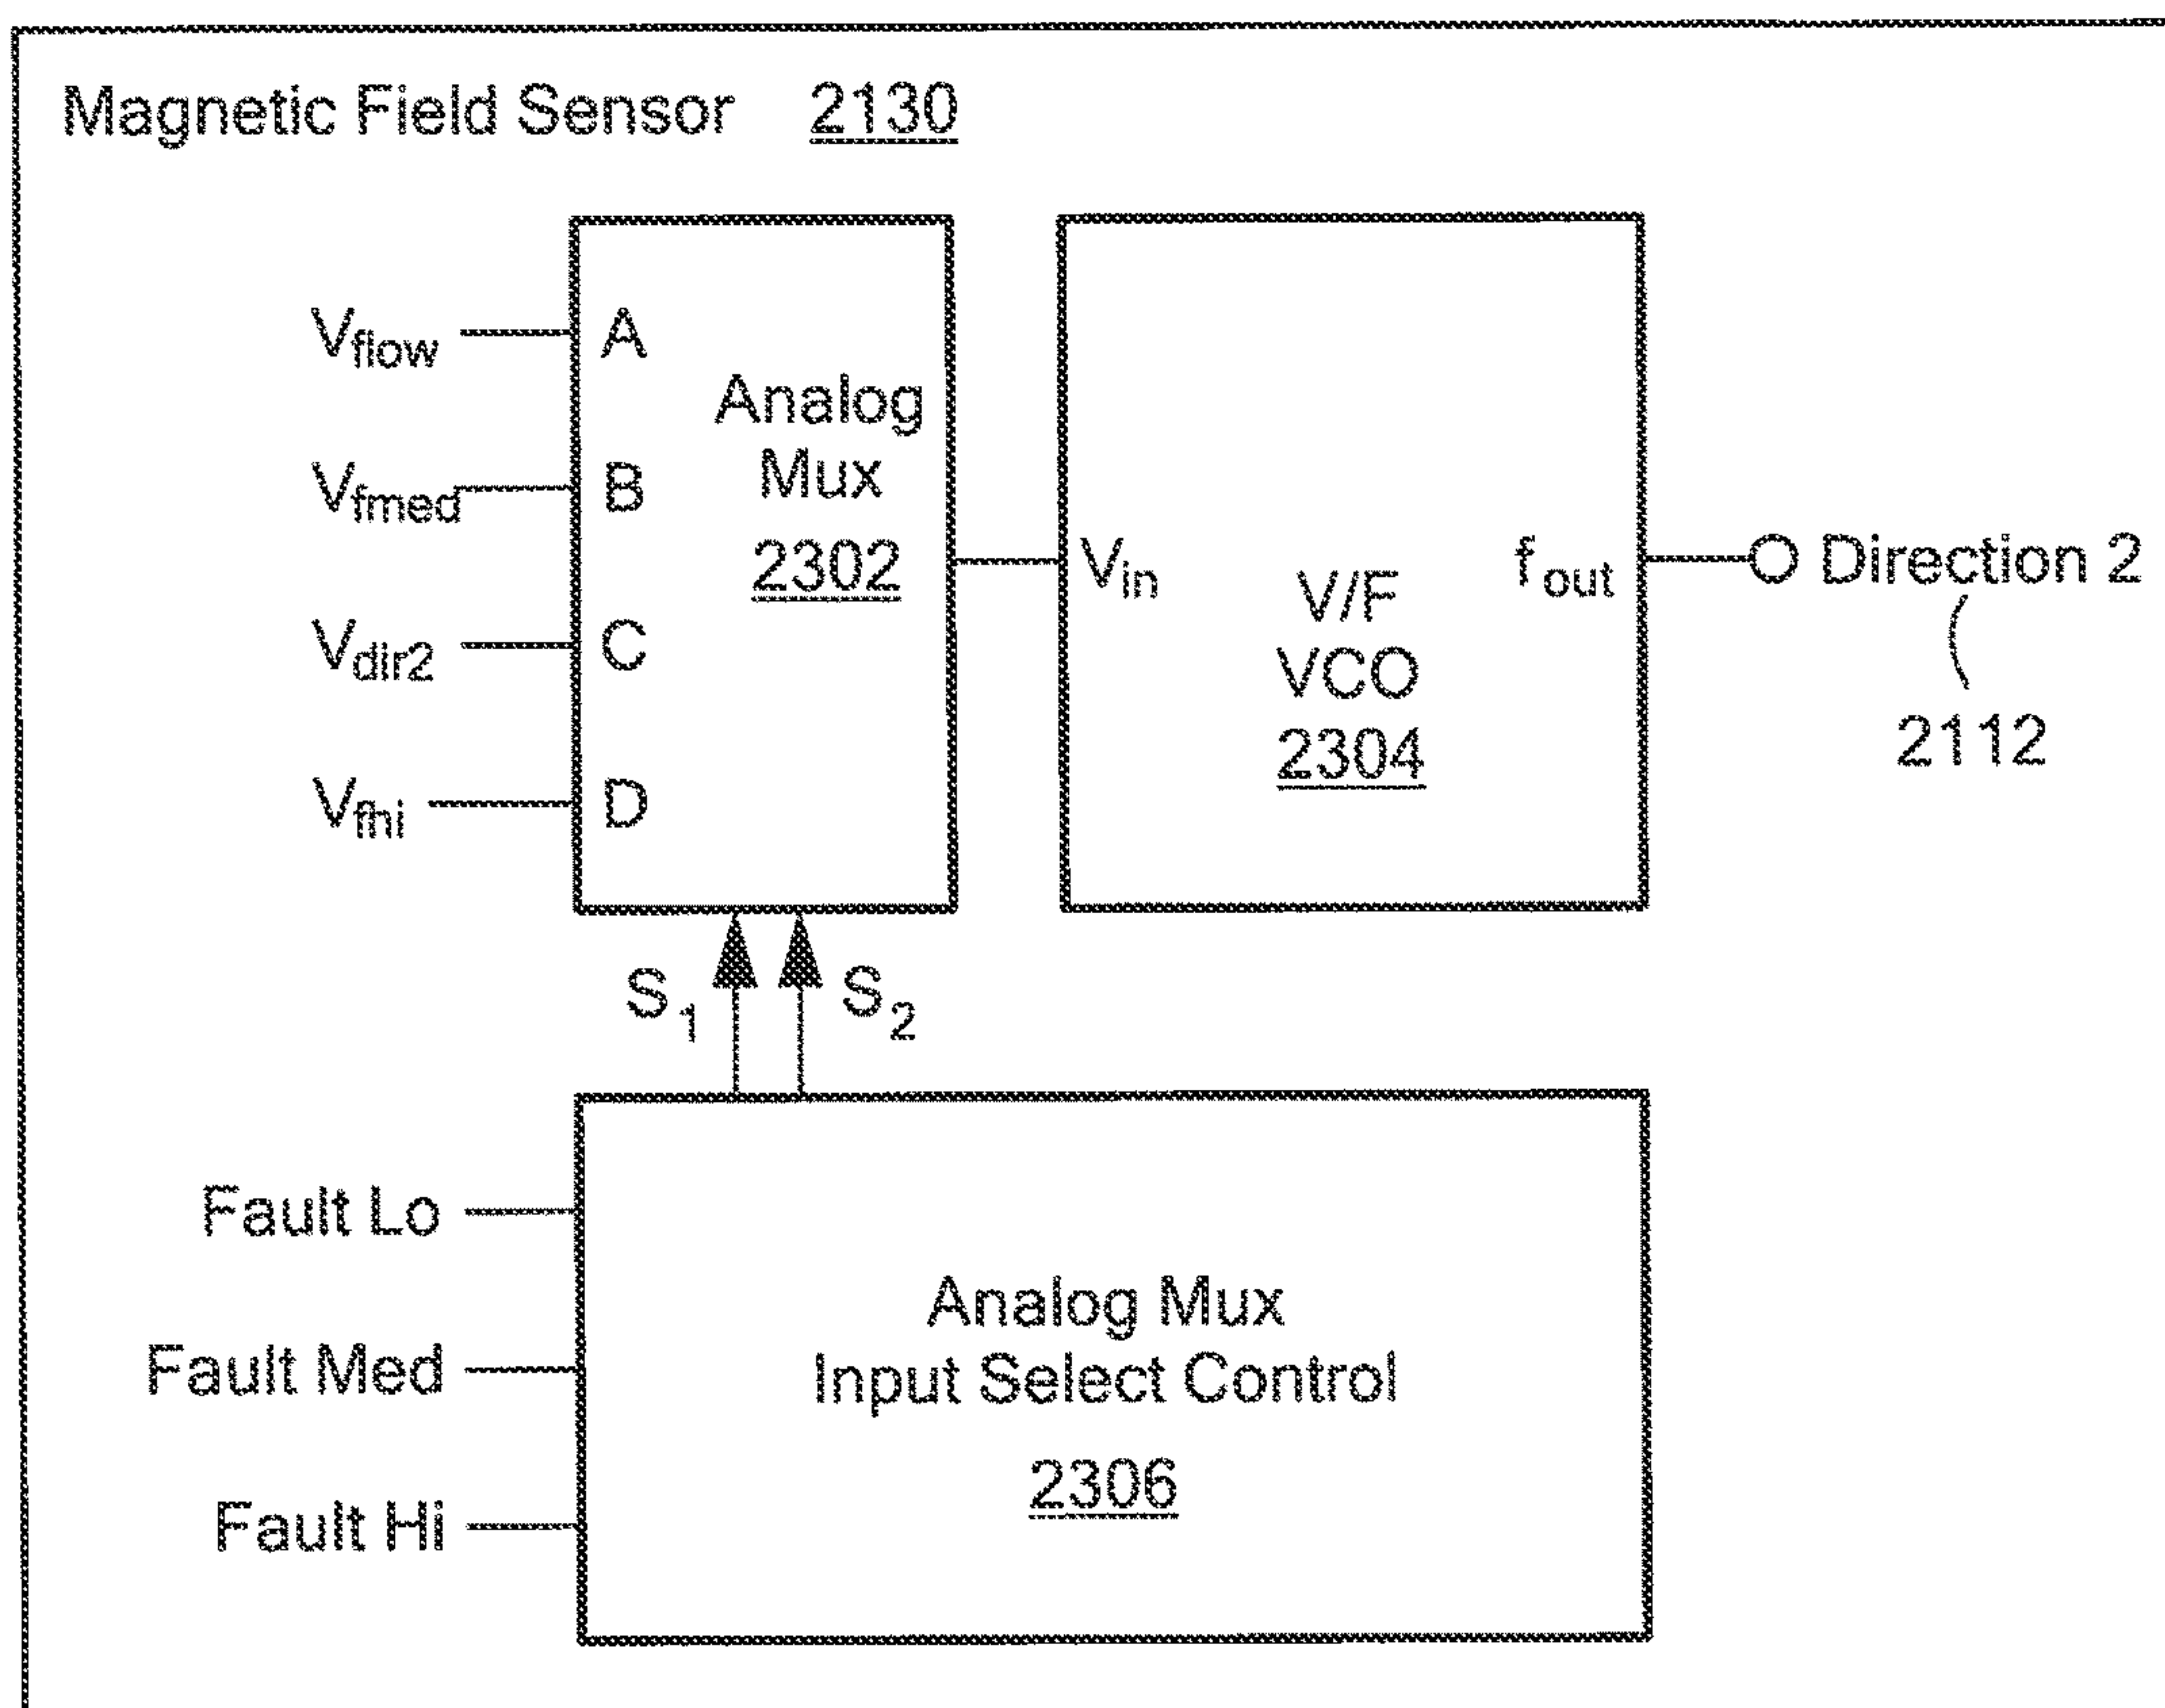 Magnetic Field Sensor 2130
Vflow
A
Analog
Mux
2302
Vfmed
B
Vdir2
C
Vfhi
D
Vin
V/F
VCO
2304
fout
Direction 2
2112
S1
S2
Fault Lo
Fault Med
Fault Hi
Analog Mux
Input Select Control
2306